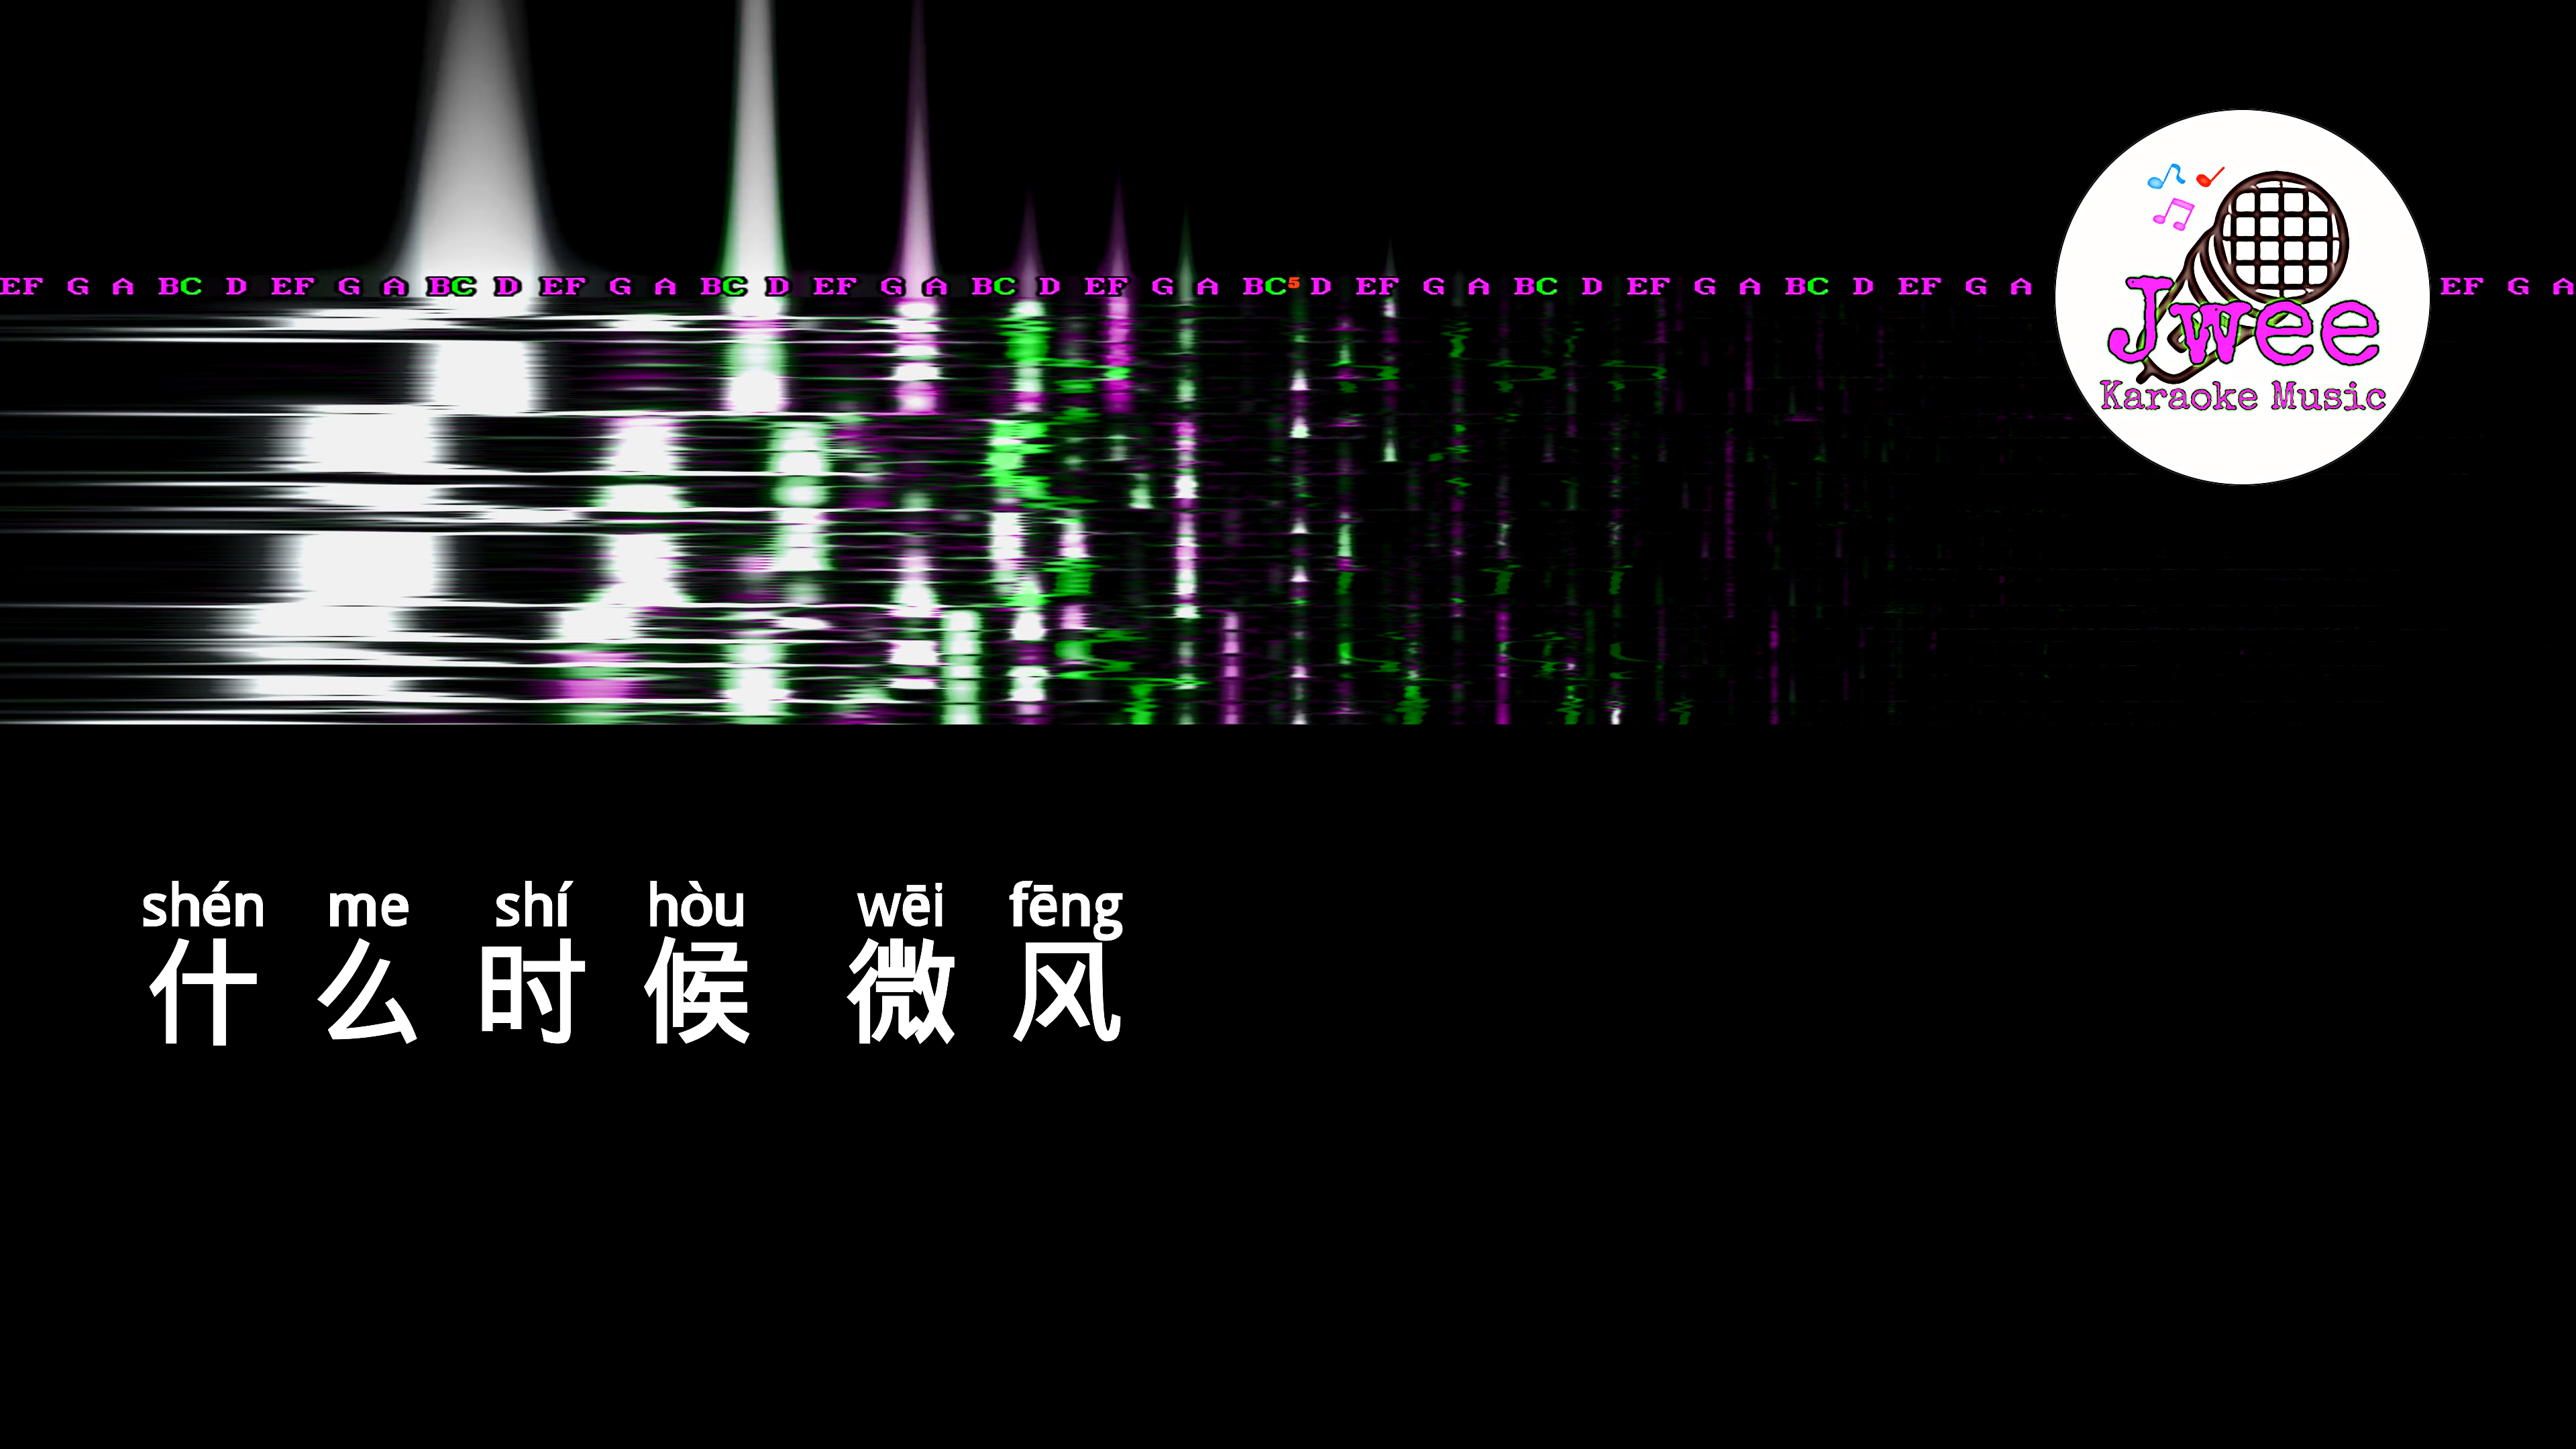 EF G A BC D EF G A BC D EF G A BC D EF G A BC D EF G A BC5 D EF G A BC D EF G A BC D EF G A EF G A
Jwee
Karaoke Music
shén me shí hòu wēi fēng
什 么 时 候 微 风